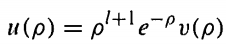 u(ρ) = ρ^{l+1} e^{−ρ} v(ρ)